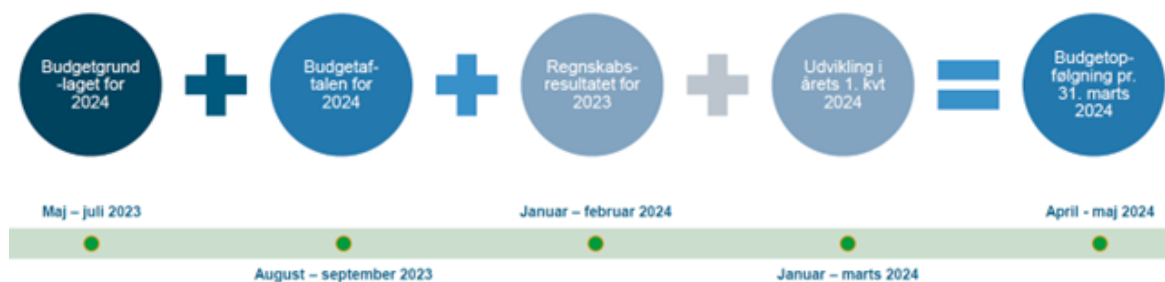 Budgetgrund
-laget for
2024
Budgetaf-
talen for
2024
Regnskabs-
resultatet for
2023
Udvikling i
årets 1. kvt
2024
Budgetop-
følgning pr.
31. marts
2024
Maj – juli 2023
Januar – februar 2024
April - maj 2024
August – september 2023
Januar – marts 2024